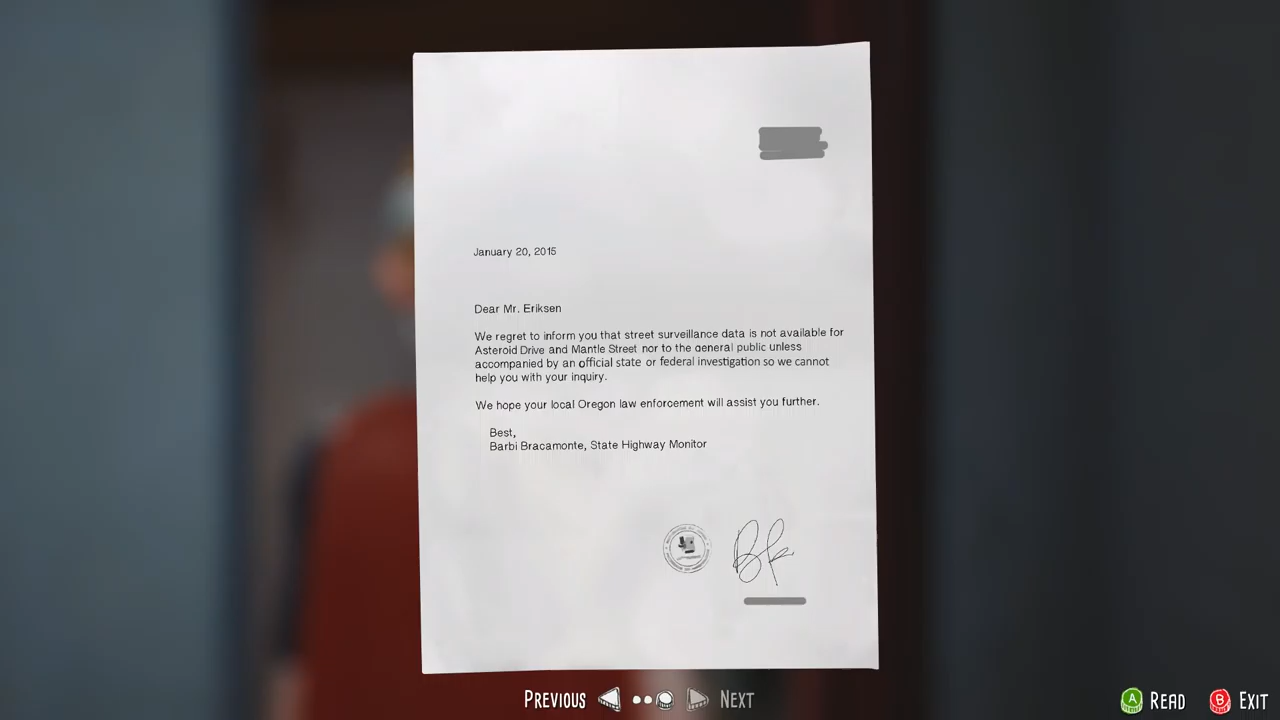 January 20, 2015
Dear Mr. Eriksen
We regret to inform you that street surveillance data is not available for
Asteroid Drive and Mantle Street nor to the general public unless
accompanied by an official state or federal investigation so we cannot
help you with your inquiry.
We hope your local Oregon law enforcement will assist you further.
Best,
Barbi Bracamonte, State Highway Monitor
PREVIOUS NEXT A READ B EXIT